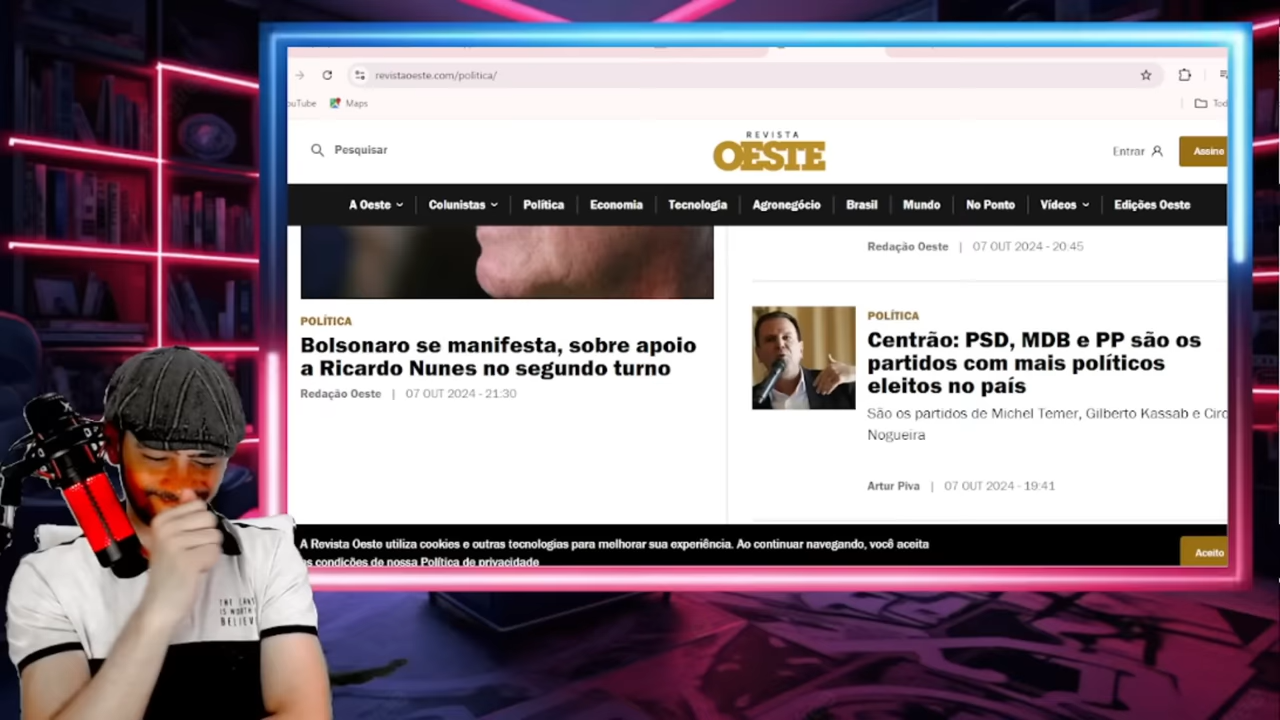 revistaoeste.com/politica/
ouTube Maps
Pesquisar
REVISTA
OESTE
Entrar
Assine
A Oeste
Colunistas
Política
Economia
Tecnologia
Agronegócio
Brasil
Mundo
No Ponto
Vídeos
Edições Oeste
POLÍTICA
Bolsonaro se manifesta, sobre apoio
a Ricardo Nunes no segundo turno
Redação Oeste | 07 OUT 2024 - 21:30
Redação Oeste | 07 OUT 2024 - 20:45
POLÍTICA
Centrão: PSD, MDB e PP são os
partidos com mais políticos
eleitos no país
São os partidos de Michel Temer, Gilberto Kassab e Ciro
Nogueira
Artur Piva | 07 OUT 2024 - 19:41
A Revista Oeste utiliza cookies e outras tecnologias para melhorar sua experiência. Ao continuar navegando, você aceita
as condições de nossa Política de privacidade
Aceito